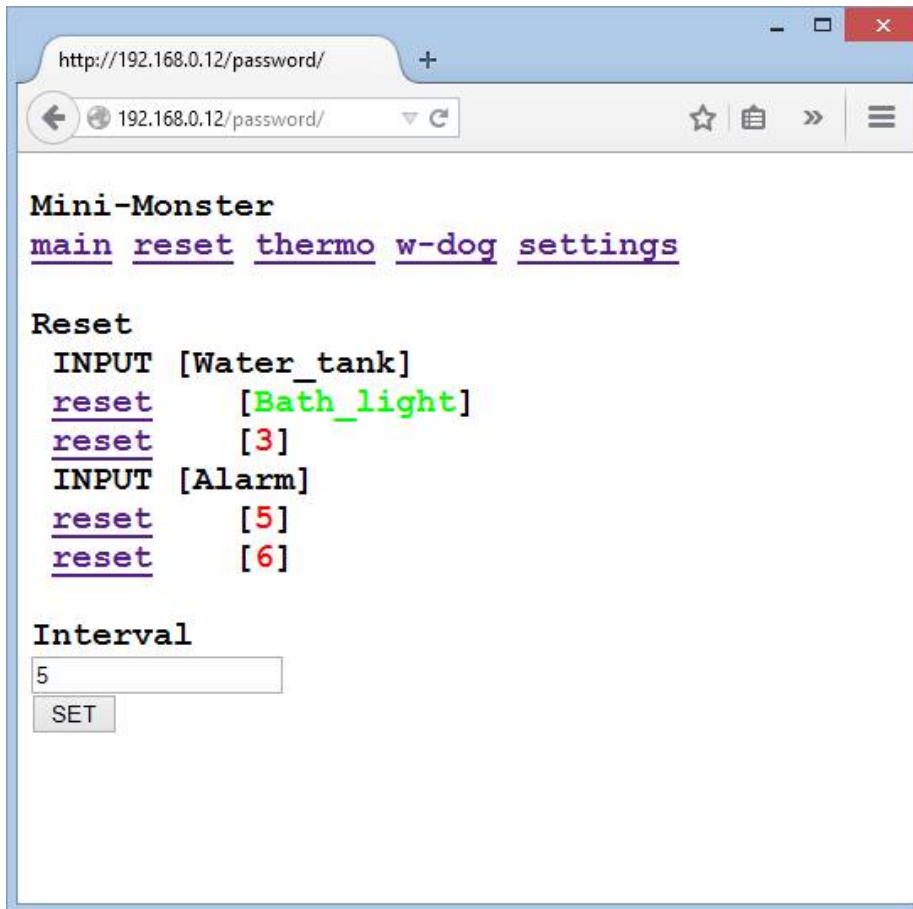 http://192.168.0.12/password/
192.168.0.12/password/
Mini-Monster
main reset thermo w-dog settings
Reset
INPUT [Water_tank]
reset [Bath_light]
reset [3]
INPUT [Alarm]
reset [5]
reset [6]
Interval
5
SET